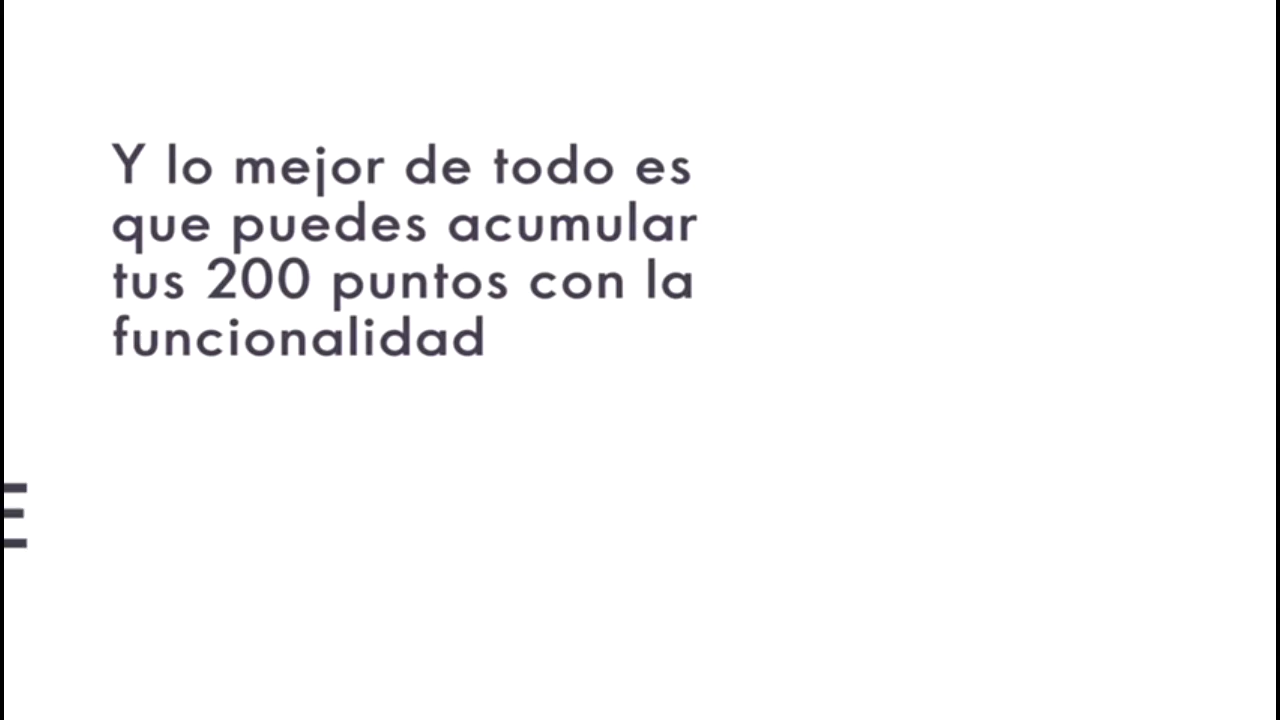 Y lo mejor de todo es
que puedes acumular
tus 200 puntos con la
funcionalidad
E